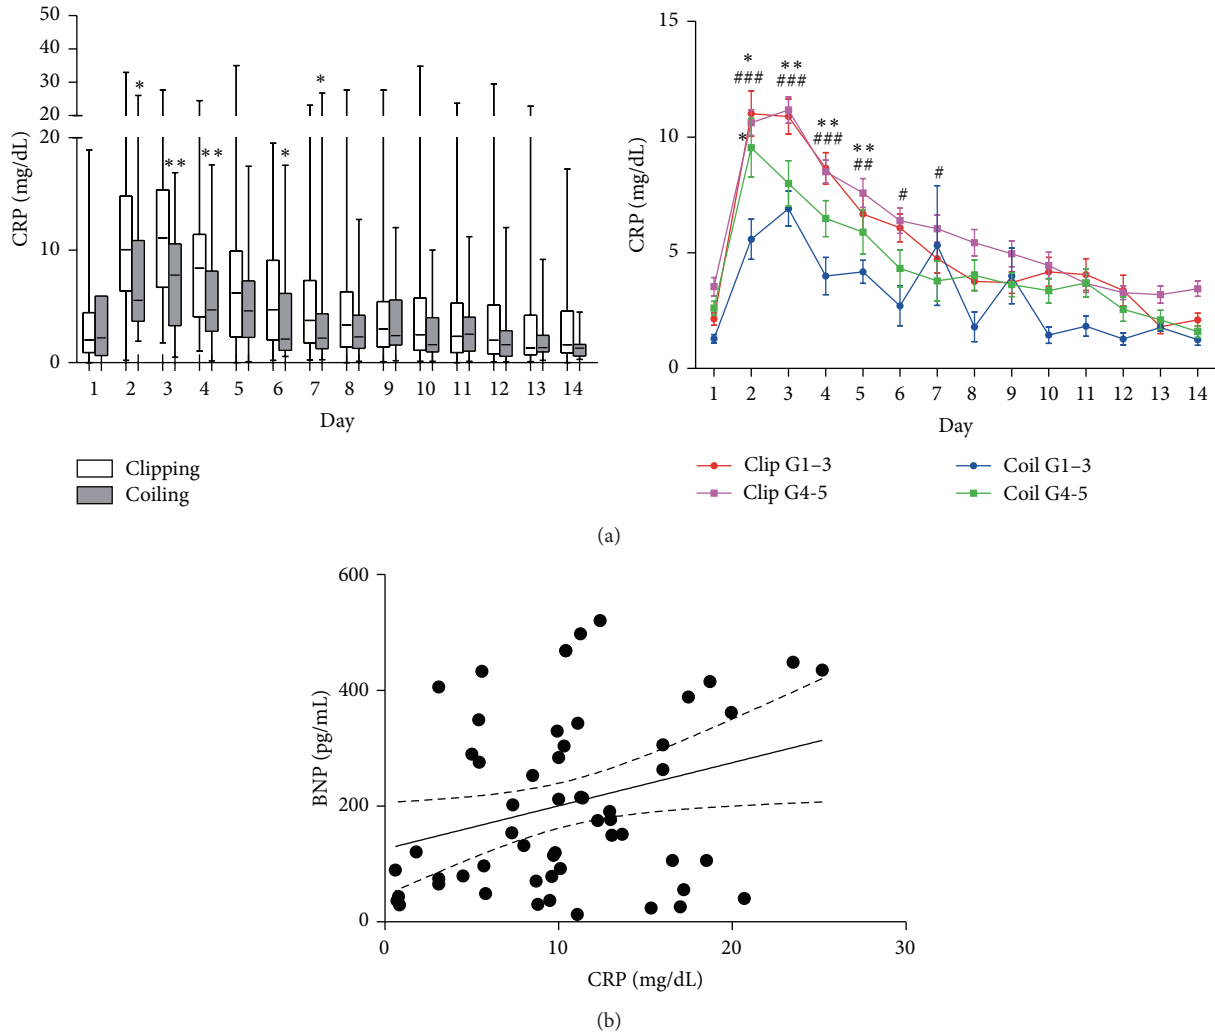 50
40
30
20
20
10
0
CRP (mg/dL)
*
**
**
*
*
1 2 3 4 5 6 7 8 9 10 11 12 13 14
Day
Clipping
Coiling
15
10
5
0
CRP (mg/dL)
*
###
*
**
###
**
###
**
##
#
#
1 2 3 4 5 6 7 8 9 10 11 12 13 14
Day
Clip G1–3
Clip G4-5
Coil G1–3
Coil G4-5
(a)
600
400
200
0
BNP (pg/mL)
0 10 20 30
CRP (mg/dL)
(b)